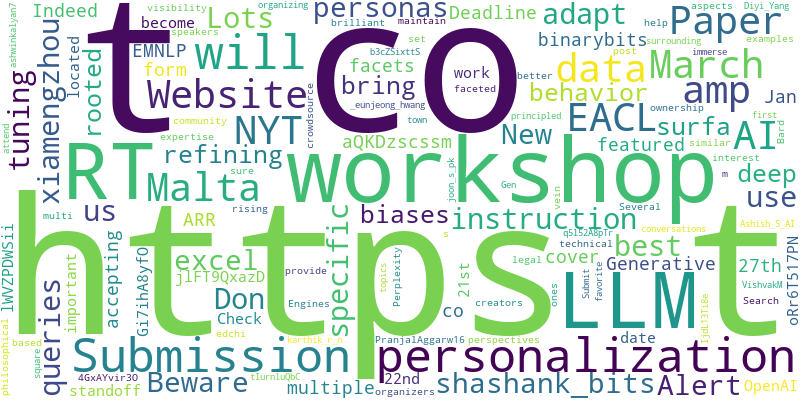 t co
https t
workshop
RT
LLM
personalization
Submission
Website
Malta
NYT
will
Lots
personas
adapt
Paper
data
March
amp
EACL
surfa
AI
behavior
bring
biases
instruction
refining
tuning
xiamengzhou
rooted
queries
specific
excel
Don
Beware
multiple
shashank_bits
Alert
best
use
deep
us
New
featured
Generative
cover
co
ARR
aQKDzscssm
facets
work
Deadline
binarybits
Jan
EMNLP
form
become
Indeed
located
visibility
speakers
brilliant
maintain
organizing
set
aspects
help
post
surrounding
examples
immerse
Diyi_Yang
ashwinkalyan7
b3cZSixttS
better
faceted
_eunjeong_hwang
town
crowdsource
ownership
principled
first
similar
attend
community
expertise
sure
rising
interest
Bard
m
joon_s_pk
Gen
vein
Several
conversations
Ashish_S_AI
multi
important
accepting
Gi7ihA8yfO
jlFT9QxazD
lWVZPDWSii
27th
21st
22nd
date
q5152A8pTr
technical
legal
creators
ones
perspectives
favorite
Submit
VishvakM
Search
oRr6T517PN
OpenAI
s
provide
Engines
Perplexity
topics
Check
edchi
karthik_r_n
PranjalAggarw16
organizers
standoff
4GxAYvir3O
tIurnluQbC
philosophical
based
square